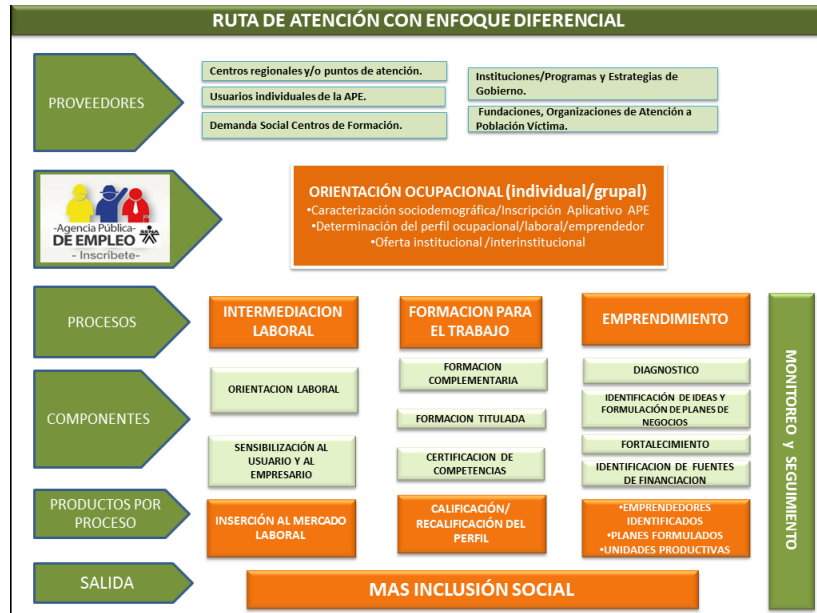 RUTA DE ATENCIÓN CON ENFOQUE DIFERENCIAL
PROVEEDORES
Centros regionales y/o puntos de atención.
Usuarios individuales de la APE.
Demanda Social Centros de Formación.
Instituciones/Programas y Estrategias de
Gobierno.
Fundaciones, Organizaciones de Atención a
Población Víctima.
-Agencia Pública-
DE EMPLEO
- Inscríbete-
ORIENTACIÓN OCUPACIONAL (individual/grupal)
•Caracterización sociodemográfica/Inscripción Aplicativo APE
•Determinación del perfil ocupacional/laboral/emprendedor
•Oferta institucional /interinstitucional
PROCESOS
INTERMEDIACION
LABORAL
FORMACION PARA
EL TRABAJO
EMPRENDIMIENTO
COMPONENTES
ORIENTACION LABORAL
SENSIBILIZACIÓN AL
USUARIO Y AL
EMPRESARIO
FORMACION
COMPLEMENTARIA
FORMACION TITULADA
CERTIFICACION DE
COMPETENCIAS
DIAGNOSTICO
IDENTIFICACIÓN DE IDEAS Y
FORMULACIÓN DE PLANES DE
NEGOCIOS
FORTALECIMIENTO
IDENTIFICACION DE FUENTES
DE FINANCIACION
PRODUCTOS POR
PROCESO
INSERCIÓN AL MERCADO
LABORAL
CALIFICACIÓN/
RECALIFICACIÓN DEL
PERFIL
•EMPRENDEDORES
IDENTIFICADOS
•PLANES FORMULADOS
•UNIDADES PRODUCTIVAS
SALIDA
MAS INCLUSIÓN SOCIAL
MONITOREO y SEGUIMIENTO